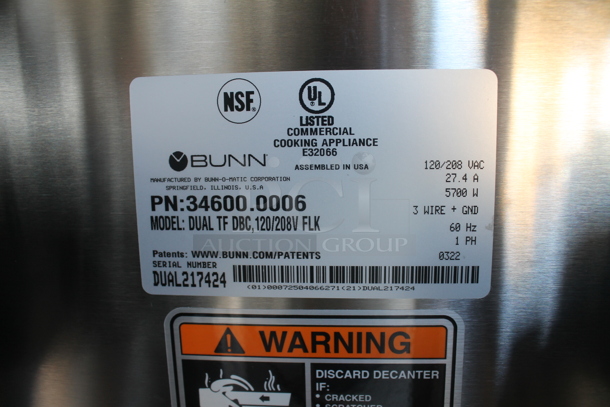 NSF.
UL
LISTED
COMMERCIAL
COOKING APPLIANCE
E32066
BUNN
ASSEMBLED IN USA
MANUFACTURED BY BUNN-O-MATIC CORPORATION
SPRINGFIELD, ILLINOIS, U.S.A
120/208 VAC
27.4 A
5700 W
3 WIRE + GND
60 Hz
1 PH
0322
PN:34600.0006
MODEL: DUAL TF DBC,120/208V FLK
AUCTION GROUP
Patents: WWW.BUNN.COM/PATENTS
SERIAL NUMBER
DUAL217424
(01)00072504066271(21)DUAL217424
WARNING
DISCARD DECANTER
IF:
• CRACKED
• SCRATCHED